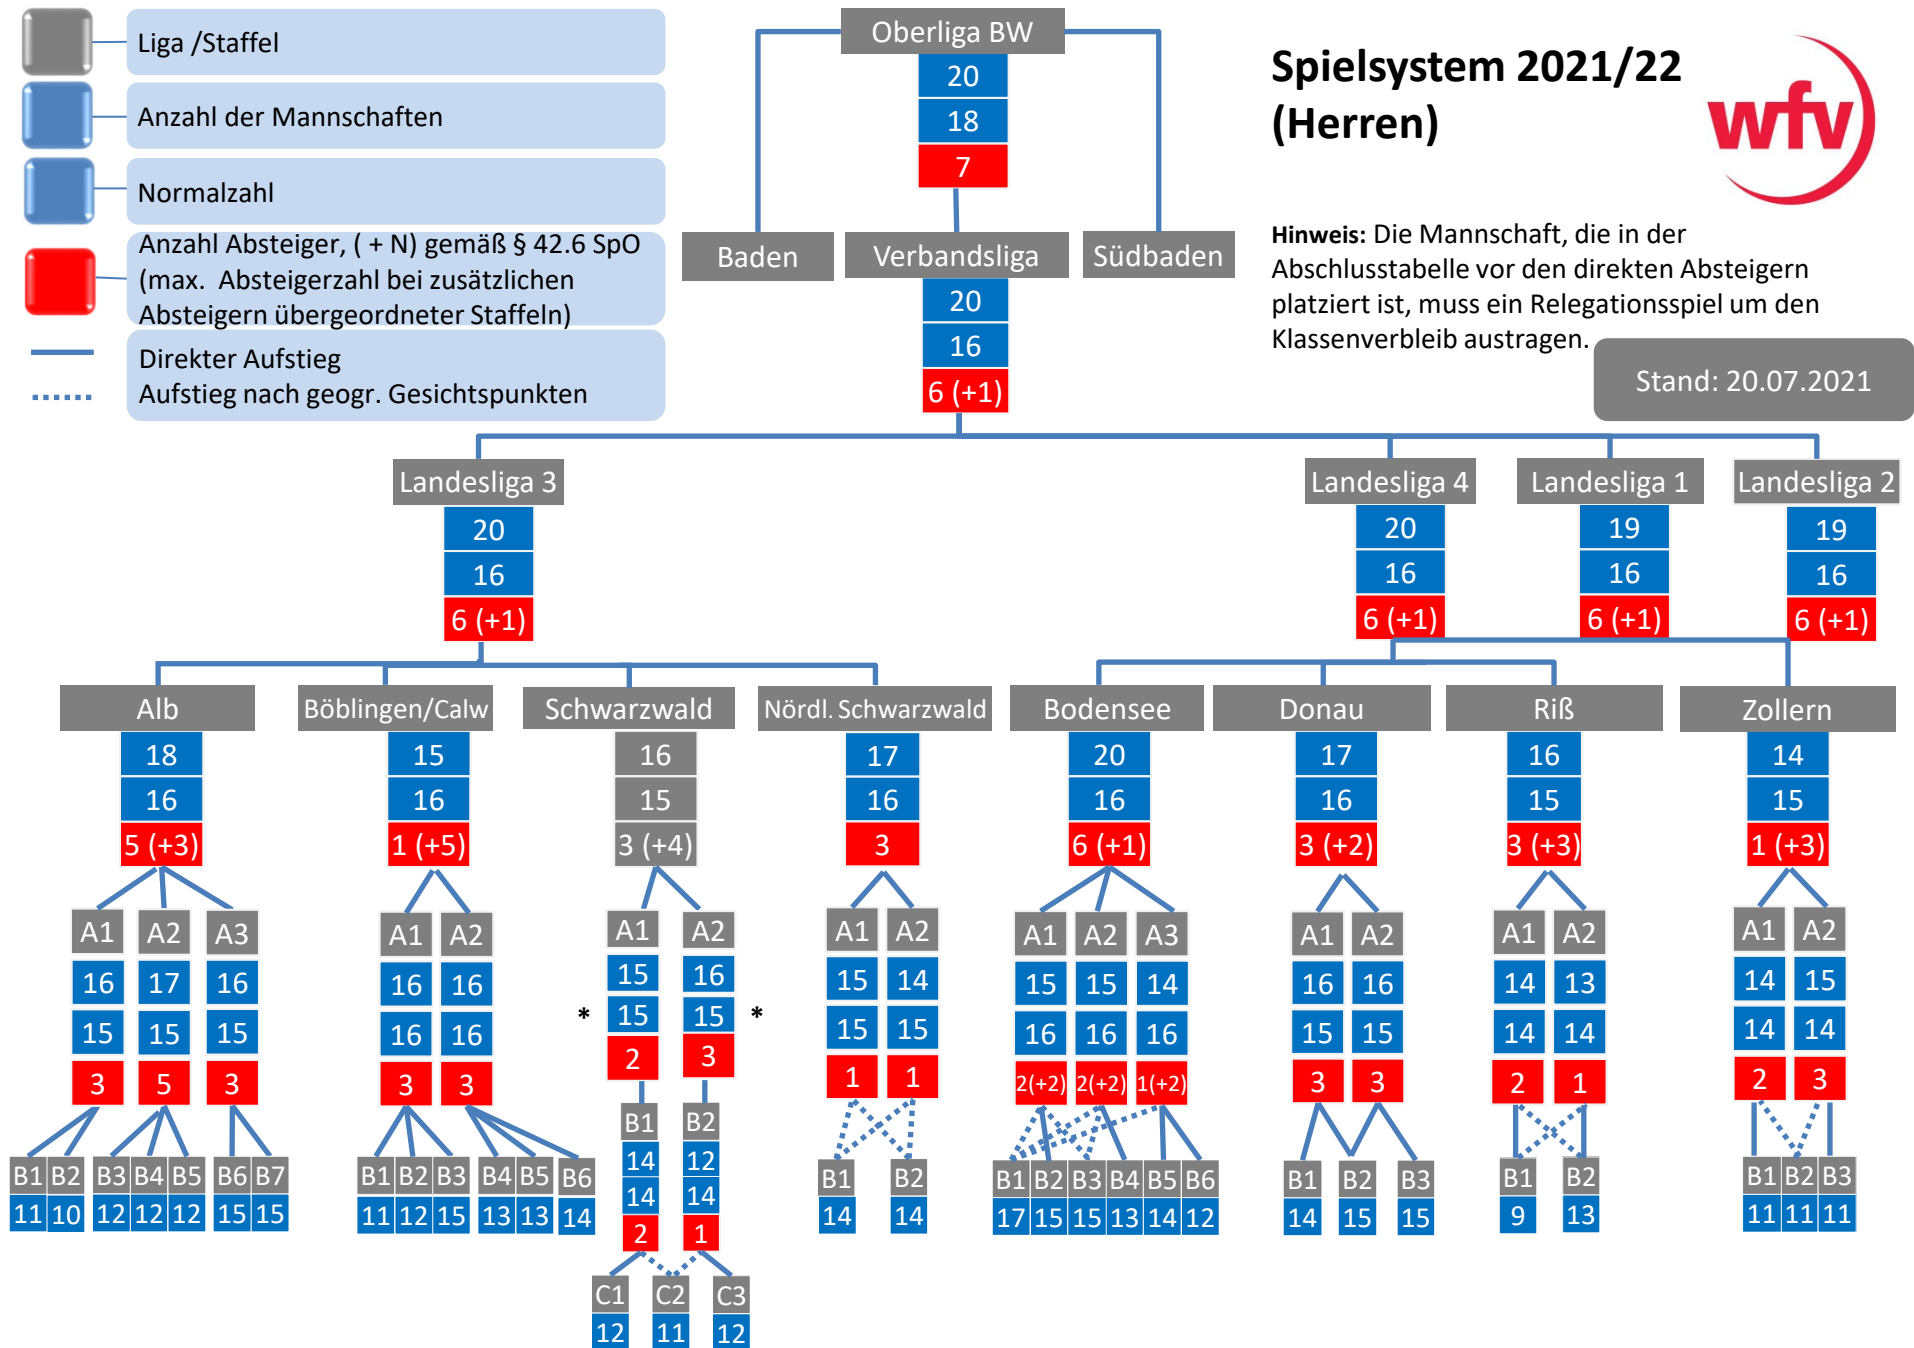 Liga /Staffel
Anzahl der Mannschaften
Normalzahl
Anzahl Absteiger, ( + N) gemäß § 42.6 SpO
(max. Absteigerzahl bei zusätzlichen
Absteigern übergeordneter Staffeln)
Direkter Aufstieg
Aufstieg nach geogr. Gesichtspunkten
Oberliga BW
20
18
7
Spielsystem 2021/22
(Herren)
wfv
Hinweis: Die Mannschaft, die in der
Abschlusstabelle vor den direkten Absteigern
platziert ist, muss ein Relegationsspiel um den
Klassenverbleib austragen.
Stand: 20.07.2021
Baden Verbandsliga Südbaden
20
16
6 (+1)
Landesliga 3 Landesliga 4 Landesliga 1 Landesliga 2
20 20 19 19
16 16 16 16
6 (+1) 6 (+1) 6 (+1) 6 (+1)
Alb Böblingen/Calw Schwarzwald Nördl. Schwarzwald Bodensee Donau Riß Zollern
18 15 16 17 20 17 16 14
16 16 15 16 16 16 15 15
5 (+3) 1 (+5) 3 (+4) 3 6 (+1) 3 (+2) 3 (+3) 1 (+3)
A1 A2 A3 A1 A2 A1 A2 A1 A2 A1 A2 A3 A1 A2 A1 A2 A1 A2
16 17 16 16 16 15 16 15 14 15 15 14 16 16 14 13 14 15
15 15 15 16 16 * 15 15 * 15 15 16 16 16 15 15 14 14 14 14
3 5 3 3 3 2 3 1 1 2(+2) 2(+2) 1(+2) 3 3 2 1 2 3
B1 B2
14 12
14 14
2 1
B1 B2 B3 B4 B5 B6 B7 B1 B2 B3 B4 B5 B6 B1 B2 B1 B2 B3 B4 B5 B6 B1 B2 B3 B1 B2 B1 B2 B3
11 10 12 12 12 15 15 11 12 15 13 13 14 14 14 17 15 15 13 14 12 14 15 15 9 13 11 11 11
C1 C2 C3
12 11 12